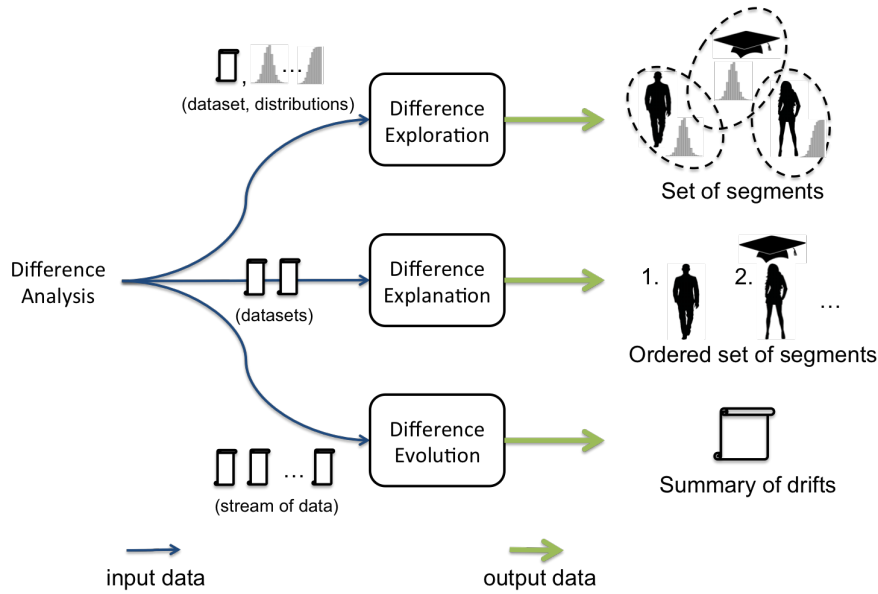 , ...
(dataset, distributions)
Difference
Exploration
Set of segments
Difference
Analysis
(datasets)
Difference
Explanation
1.
2.
...
Ordered set of segments
...
(stream of data)
Difference
Evolution
Summary of drifts
input data
output data